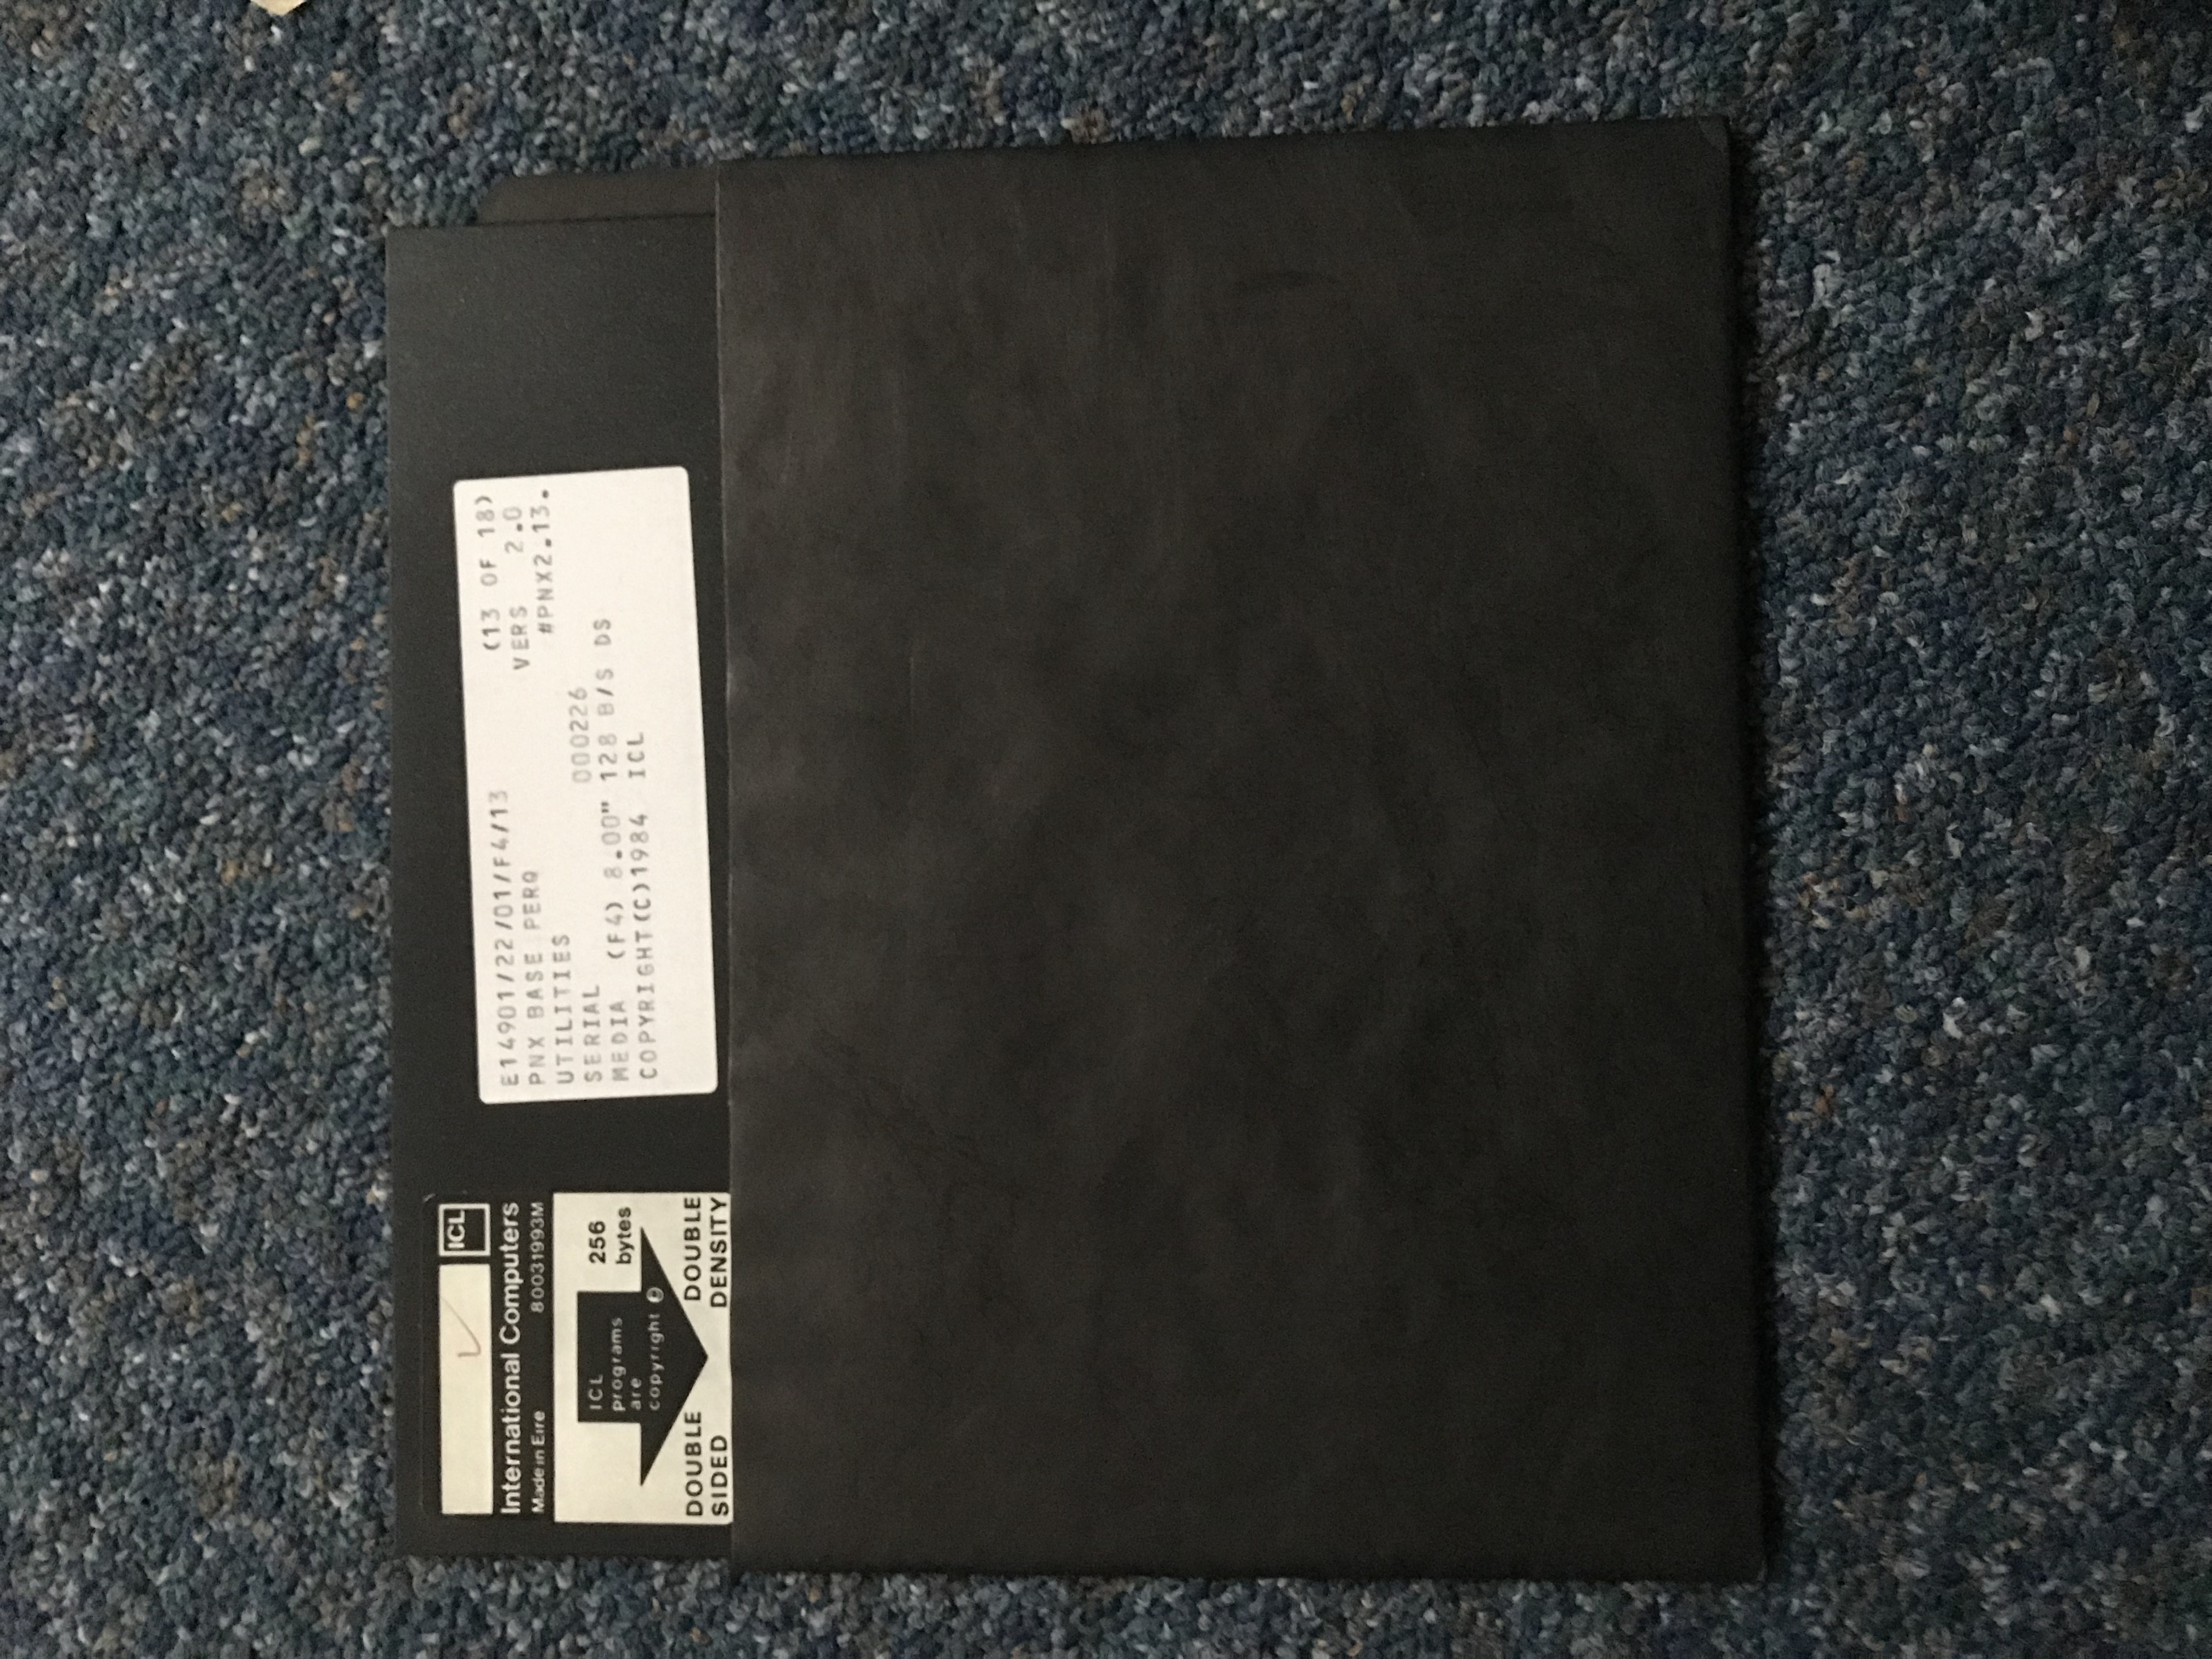 ICL
International Computers
Made in Eire 80031993M
ICL
programs
are
copyright ©
256
bytes
DOUBLE
SIDED
DOUBLE
DENSITY
E14901/22/01/F4/13 (13 OF 18)
PNX BASE PERQ VERS 2.0
UTILITIES #PNX2.13.
SERIAL 000226
MEDIA (F4) 8.00" 128 B/S DS
COPYRIGHT(C)1984 ICL